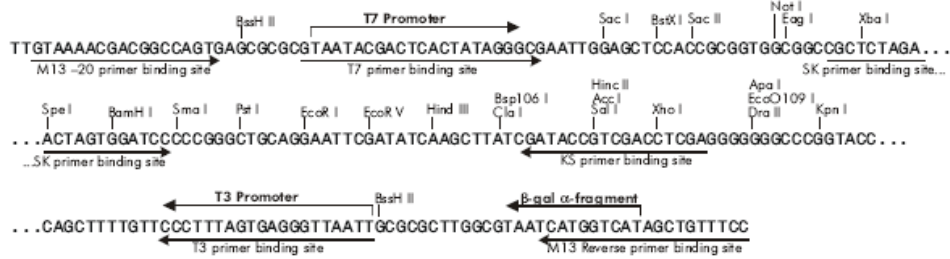 Not I
BssH II T7 Promoter Sac I BstX I Sac II Eag I Xba I
TTGTAAAACGACGGCCAGTGAGCGCGCGTAATACGACTCACTATAGGGCGAATTGGAGCTCCACCGCGGTGGCGGCCGCTCTAGA...
M13 –20 primer binding site T7 primer binding site SK primer binding site...
Hinc II Apa I
Bsp106 I Acc I EcoO109 I
Spe I BamH I Sma I Pst I EcoR I EcoR V Hind III Cla I Sal I Xho I Dra II Kpn I
...ACTAGTGGATCCCCCGGGCTGCAGGAATTCGATATCAAGCTTATCGATACCGTCGACCTCGAGGGGGGGCCCGGTACC...
...SK primer binding site KS primer binding site
T3 Promoter BssH II β-gal α-fragment
...CAGCTTTTGTTCCCTTTAGTGAGGGTTAATTGCGCGCTTGGCGTAATCATGGTCATAGCTGTTTCC
T3 primer binding site M13 Reverse primer binding site